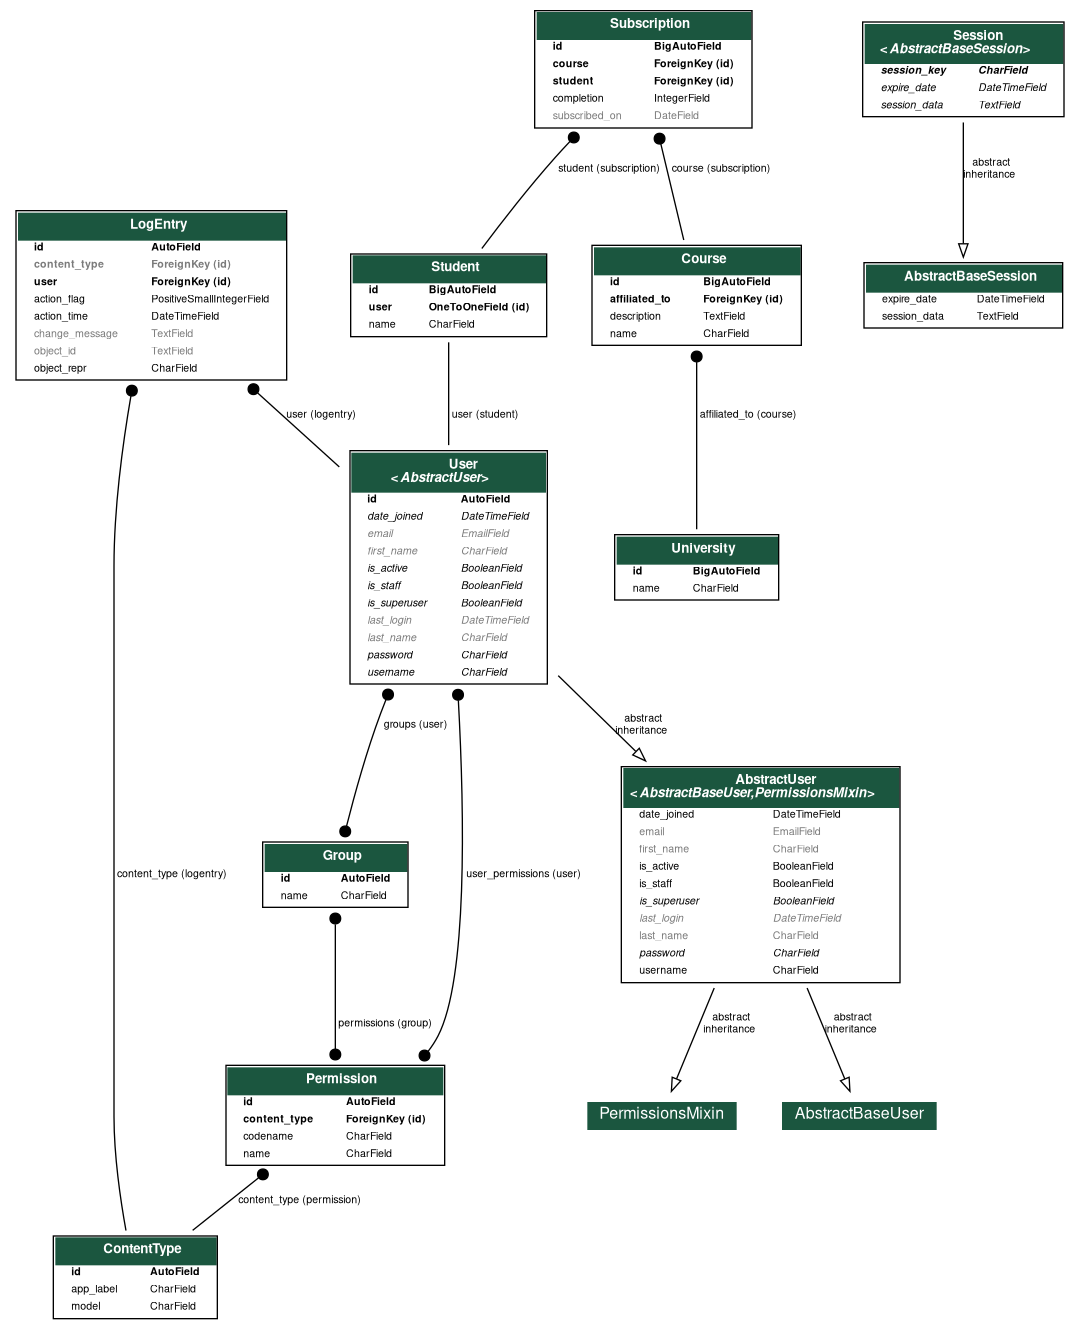 Subscription
id BigAutoField
course ForeignKey (id)
student ForeignKey (id)
completion IntegerField
subscribed_on DateField
Session
<AbstractBaseSession>
session_key CharField
expire_date DateTimeField
session_data TextField
student (subscription)
course (subscription)
abstract
inheritance
LogEntry
id AutoField
content_type ForeignKey (id)
user ForeignKey (id)
action_flag PositiveSmallIntegerField
action_time DateTimeField
change_message TextField
object_id TextField
object_repr CharField
Student
id BigAutoField
user OneToOneField (id)
name CharField
Course
id BigAutoField
affiliated_to ForeignKey (id)
description TextField
name CharField
AbstractBaseSession
expire_date DateTimeField
session_data TextField
user (logentry)
user (student)
affiliated_to (course)
User
<AbstractUser>
id AutoField
date_joined DateTimeField
email EmailField
first_name CharField
is_active BooleanField
is_staff BooleanField
is_superuser BooleanField
last_login DateTimeField
last_name CharField
password CharField
username CharField
University
id BigAutoField
name CharField
groups (user)
abstract
inheritance
AbstractUser
<AbstractBaseUser,PermissionsMixin>
date_joined DateTimeField
email EmailField
first_name CharField
is_active BooleanField
is_staff BooleanField
is_superuser BooleanField
last_login DateTimeField
last_name CharField
password CharField
username CharField
Group
id AutoField
name CharField
content_type (logentry)
user_permissions (user)
permissions (group)
abstract
inheritance
abstract
inheritance
Permission
id AutoField
content_type ForeignKey (id)
codename CharField
name CharField
PermissionsMixin
AbstractBaseUser
content_type (permission)
ContentType
id AutoField
app_label CharField
model CharField